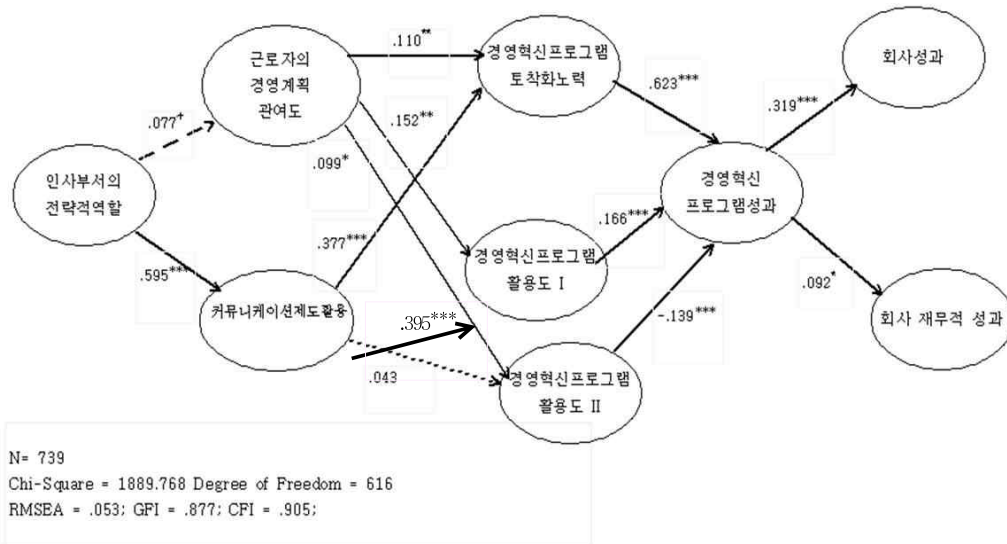 근로자의
경영계획
관여도
.110**
경영혁신프로그램
토착화노력
회사성과
.077+
.152**
.623***
.319***
.099*
인사부서의
전략적역할
경영혁신
프로그램성과
.377***
.166***
.595***
경영혁신프로그램
활용도 I
.092*
커뮤니케이션제도활용
.395***
-.139***
회사 재무적 성과
.043
경영혁신프로그램
활용도 II
N= 739
Chi-Square = 1889.768 Degree of Freedom = 616
RMSEA = .053; GFI = .877; CFI = .905;